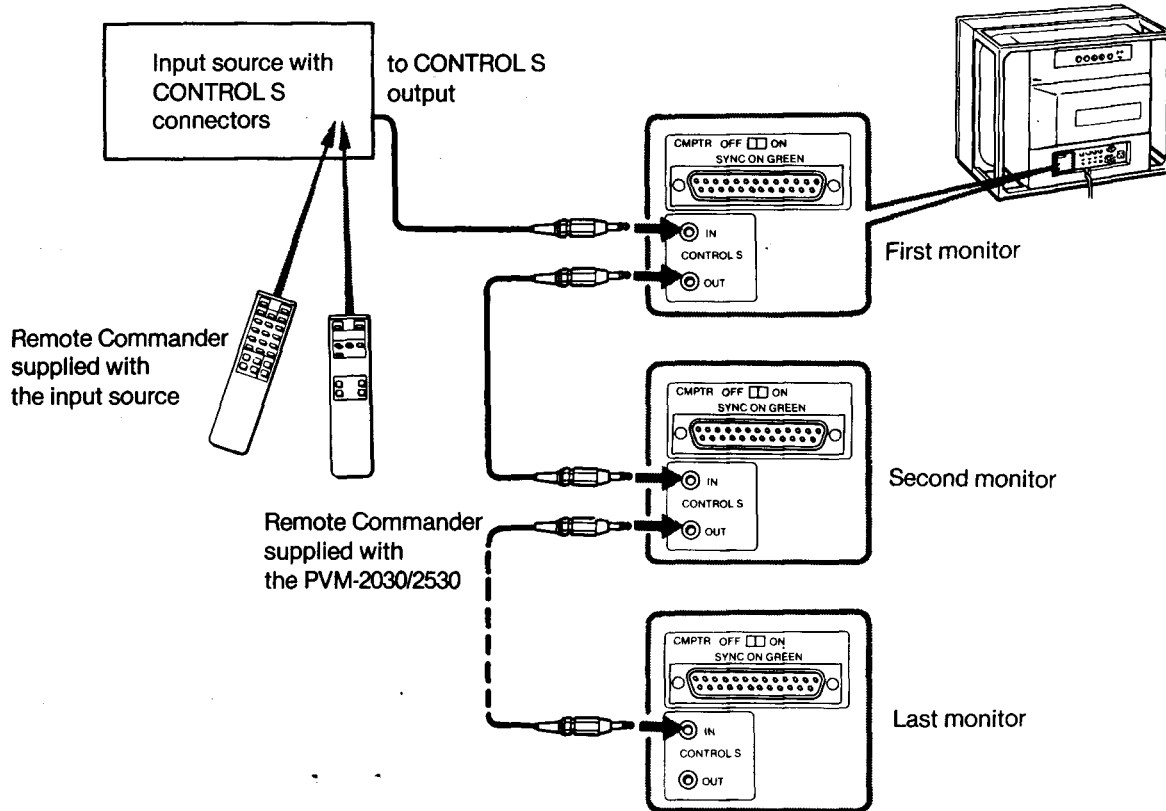 Input source with
CONTROL S
connectors
to CONTROL S
output
CMPTR OFF ON
SYNC ON GREEN
IN
CONTROL S
OUT
First monitor
Remote Commander
supplied with
the input source
CMPTR OFF ON
SYNC ON GREEN
IN
CONTROL S
OUT
Second monitor
Remote Commander
supplied with
the PVM-2030/2530
CMPTR OFF ON
SYNC ON GREEN
IN
CONTROL S
OUT
Last monitor